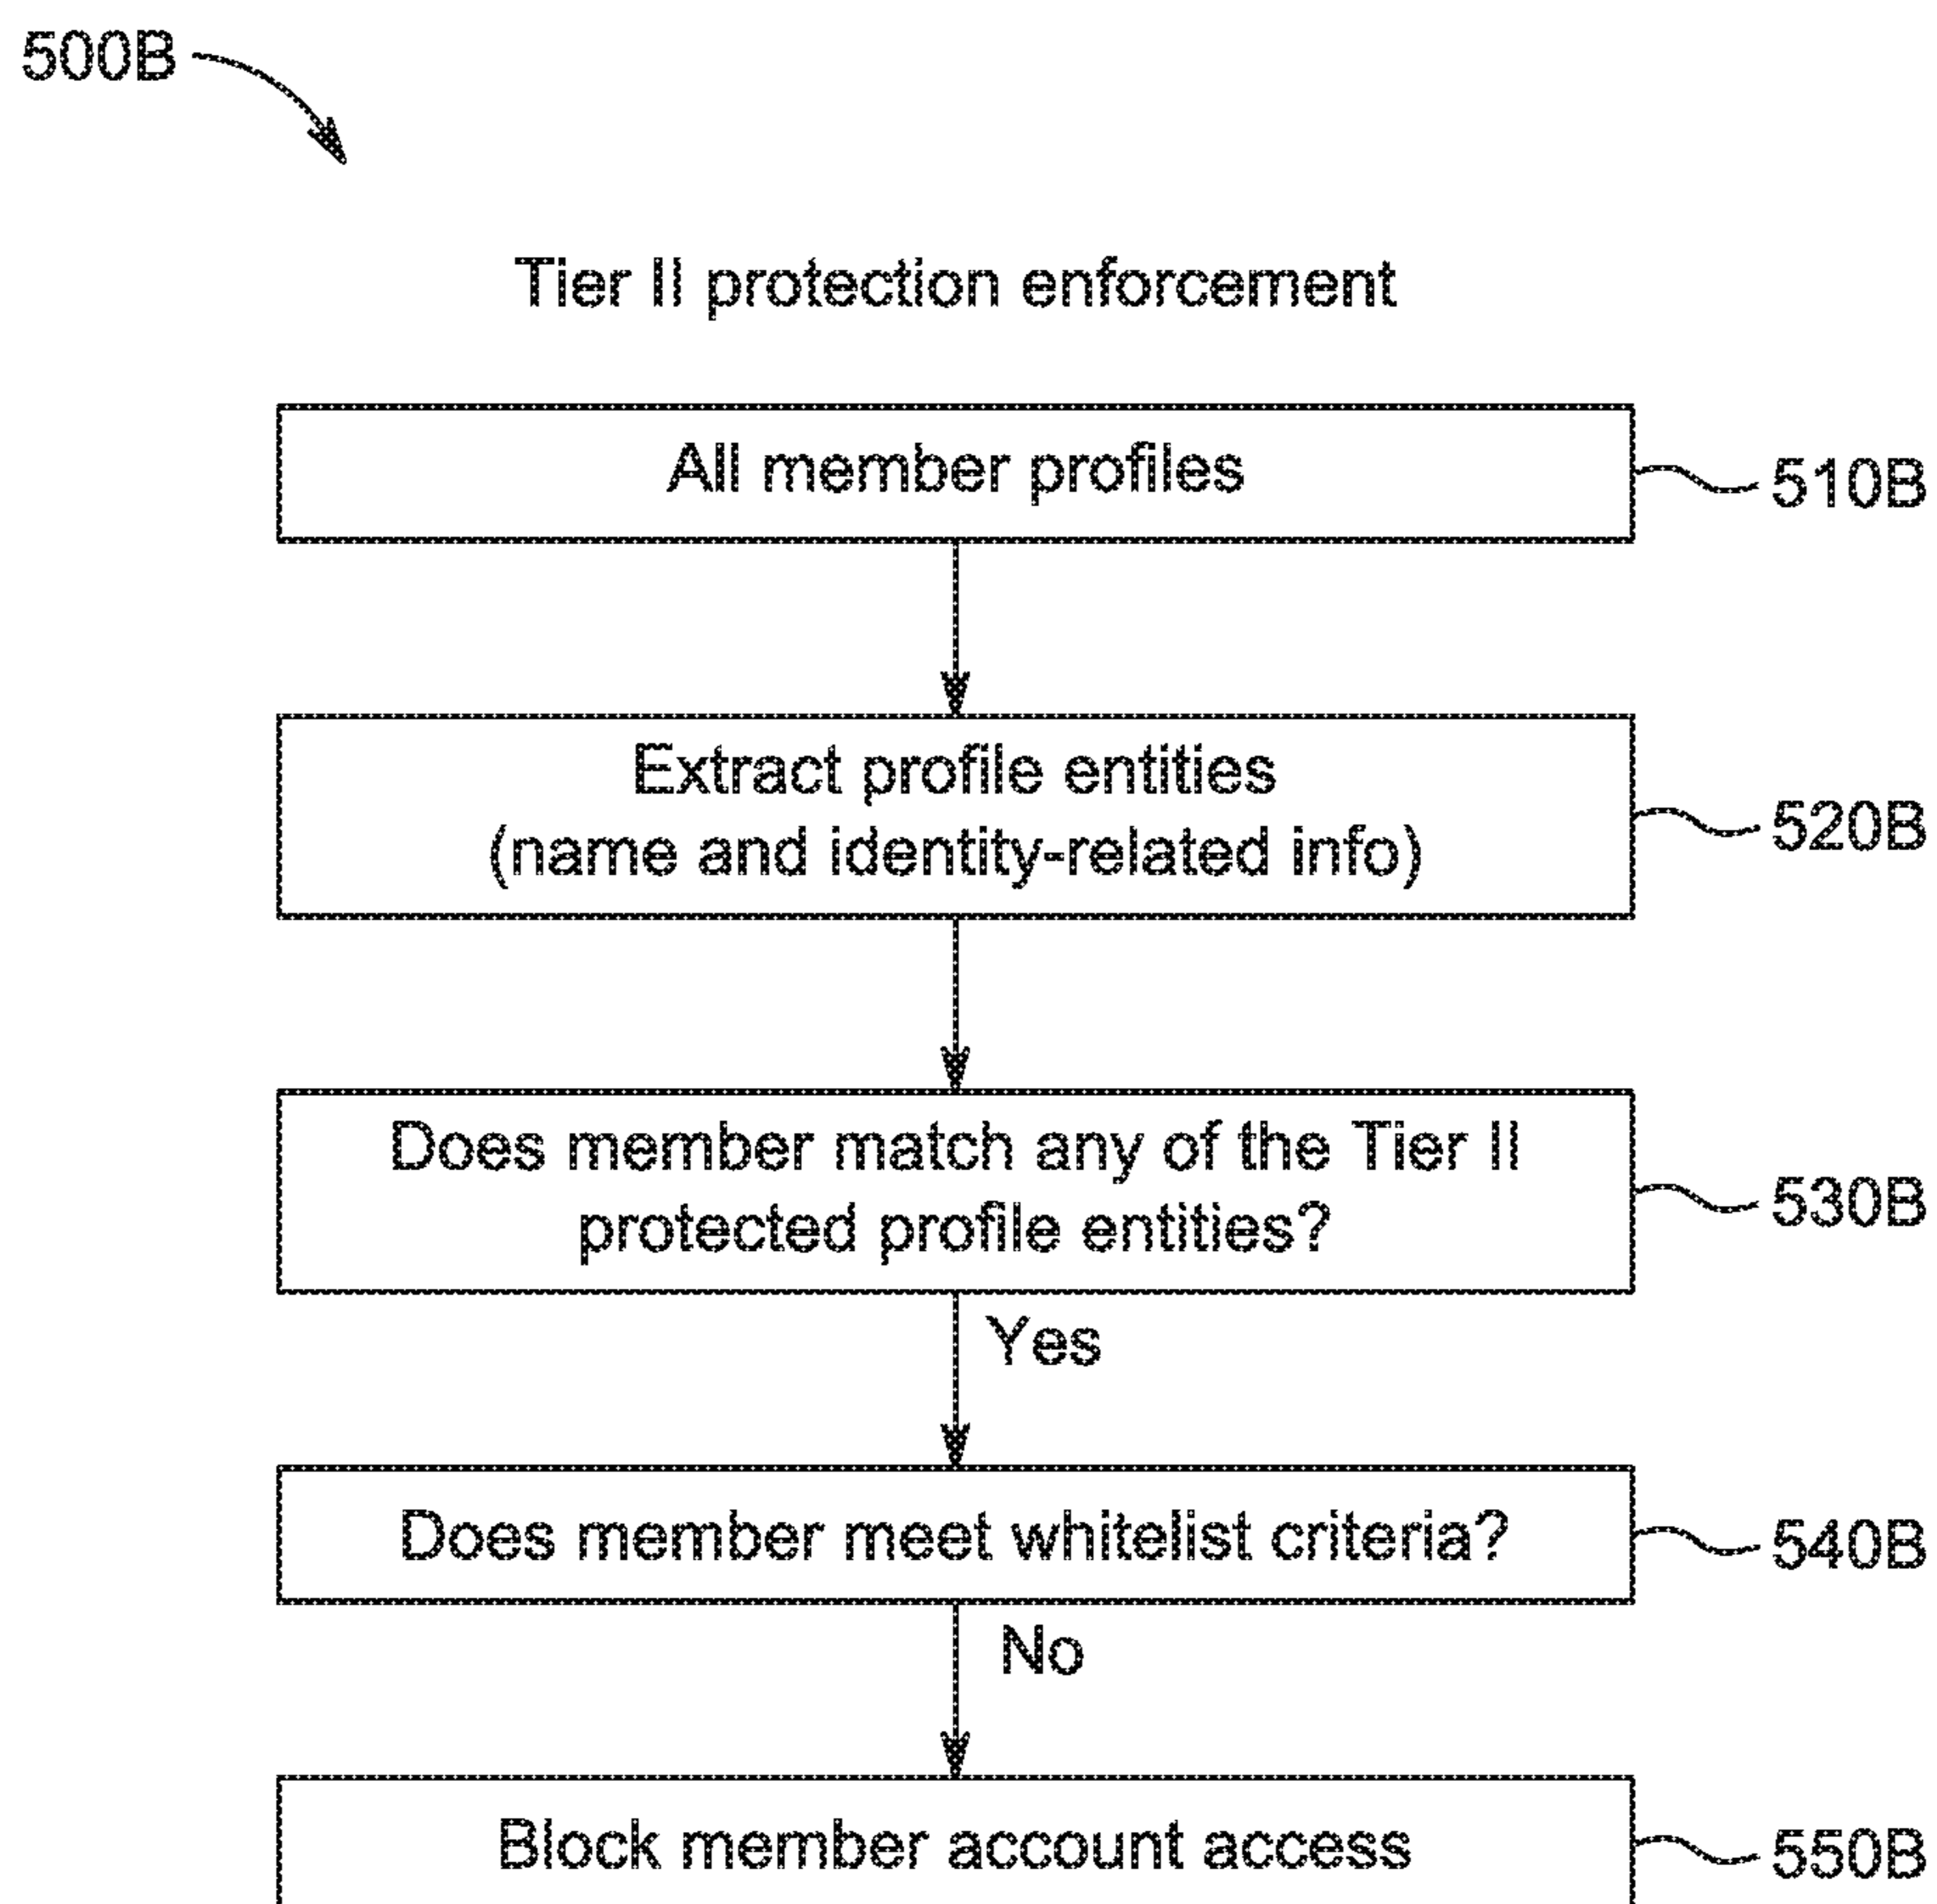 500B
Tier II protection enforcement
All member profiles
510B
Extract profile entities
(name and identity-related info)
520B
Does member match any of the Tier II
protected profile entities?
530B
Yes
Does member meet whitelist criteria?
540B
No
Block member account access
550B